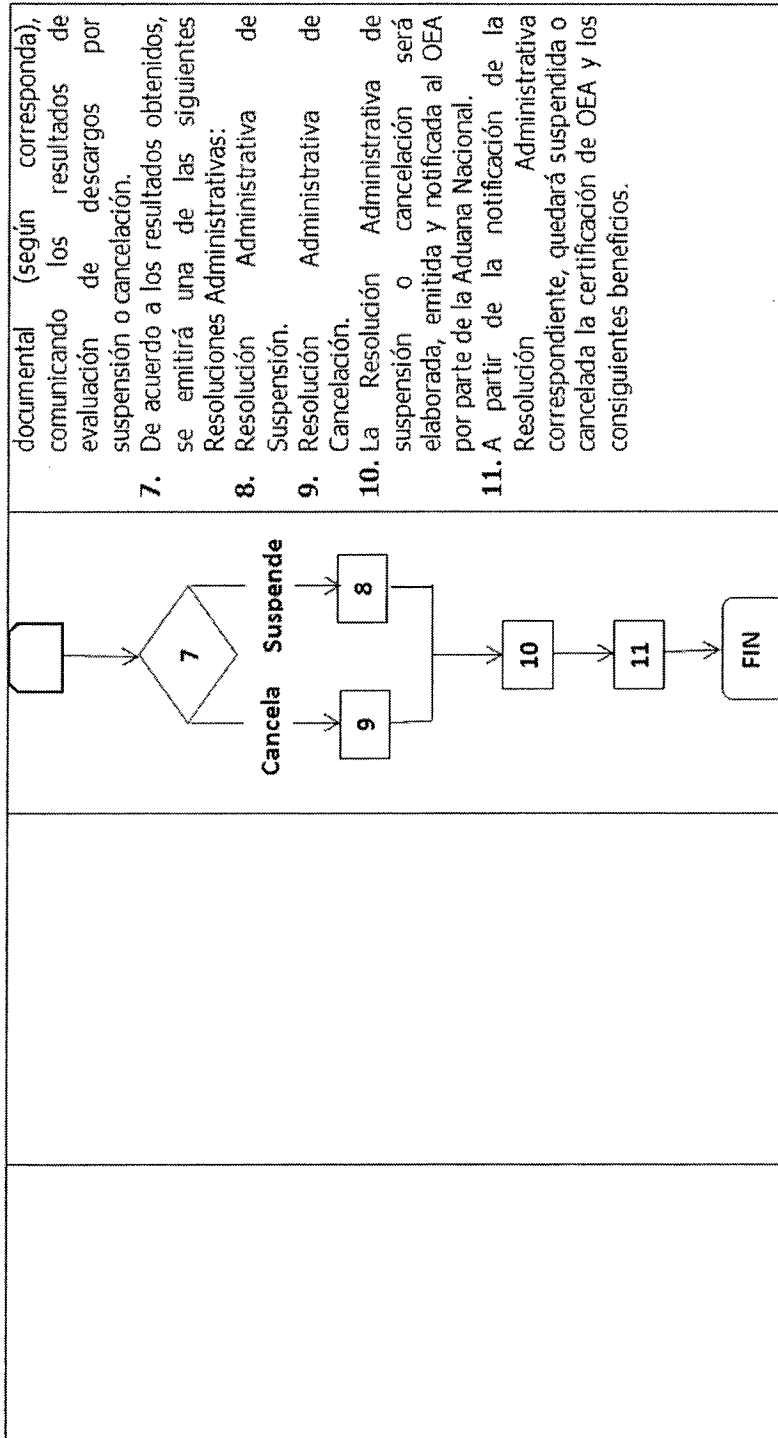 documental (según corresponda),
comunicando los resultados de
evaluación de descargos por
suspensión o cancelación.
7. De acuerdo a los resultados obtenidos,
se emitirá una de las siguientes
Resoluciones Administrativas:
8. Resolución Administrativa de
Suspensión.
9. Resolución Administrativa de
Cancelación.
10. La Resolución Administrativa de
suspensión o cancelación será
elaborada, emitida y notificada al OEA
por parte de la Aduana Nacional.
11. A partir de la notificación de la
Resolución Administrativa
correspondiente, quedará suspendida o
cancelada la certificación de OEA y los
consiguientes beneficios.
7
Cancela Suspende
9 8
10
11
FIN